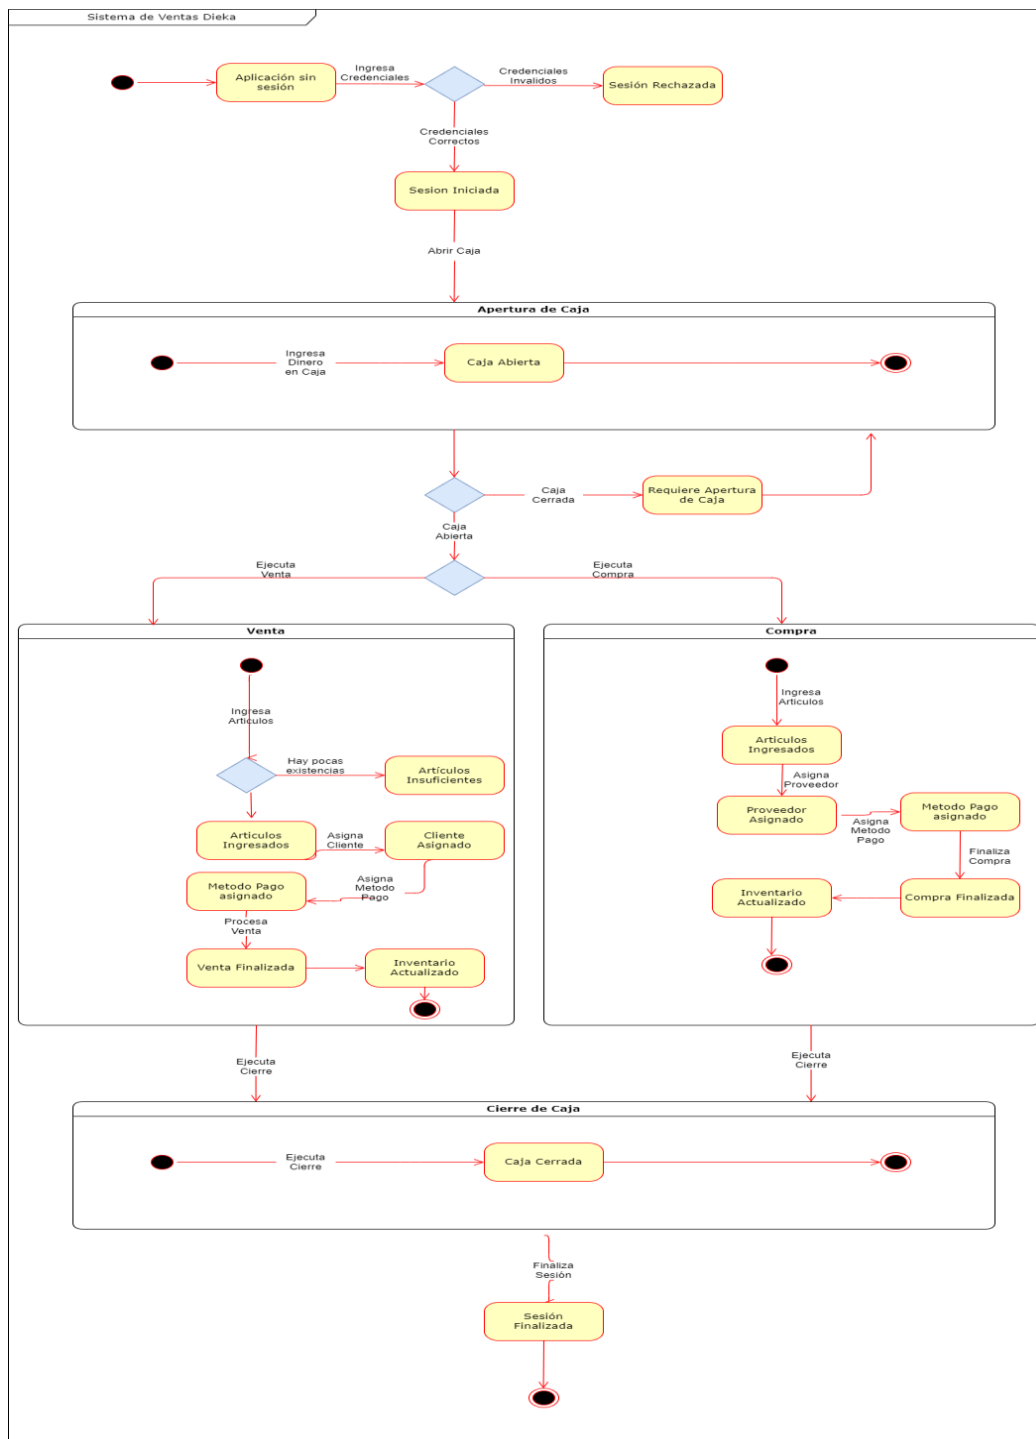 Sistema de Ventas Dieka
Aplicación sin
sesión
Ingresa
Credenciales
Credenciales
Invalidos
Sesión Rechazada
Credenciales
Correctos
Sesion Iniciada
Abrir Caja
Apertura de Caja
Ingresa
Dinero
en Caja
Caja Abierta
Caja
Cerrada
Requiere Apertura
de Caja
Caja
Abierta
Ejecuta
Venta
Ejecuta
Compra
Venta
Ingresa
Articulos
Hay pocas
existencias
Artículos
Insuficientes
Articulos
Ingresados
Asigna
Cliente
Cliente
Asignado
Metodo Pago
asignado
Asigna
Metodo
Pago
Procesa
Venta
Venta Finalizada
Inventario
Actualizado
Compra
Ingresa
Articulos
Articulos
Ingresados
Asigna
Proveedor
Proveedor
Asignado
Asigna
Metodo
Pago
Metodo Pago
asignado
Finaliza
Compra
Inventario
Actualizado
Compra Finalizada
Ejecuta
Cierre
Ejecuta
Cierre
Cierre de Caja
Ejecuta
Cierre
Caja Cerrada
Finaliza
Sesión
Sesión
Finalizada